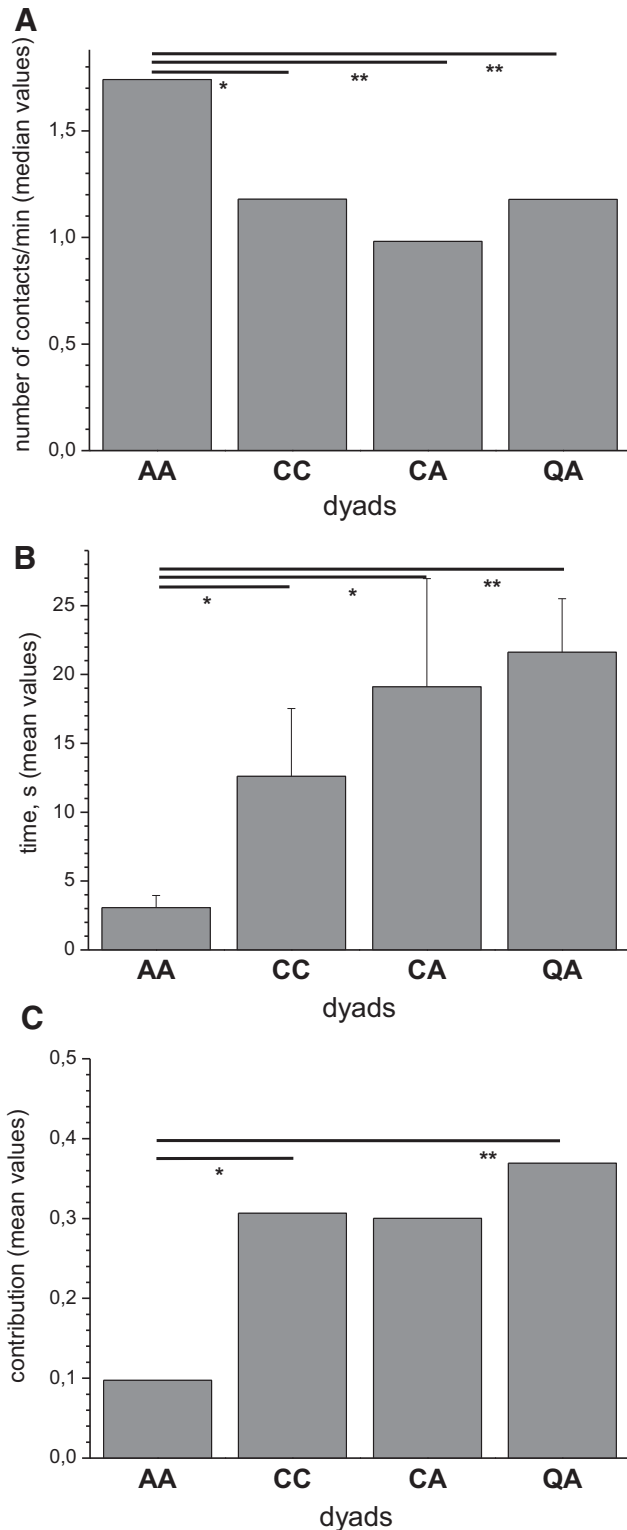 A
number of contacts/min (median values)
1,5
1,0
0,5
0,0
*
**
**
AA CC CA QA
dyads
B
time, s (mean values)
25
20
15
10
5
0
*
*
**
AA CC CA QA
dyads
C
contribution (mean values)
0,5
0,4
0,3
0,2
0,1
0,0
*
**
AA CC CA QA
dyads